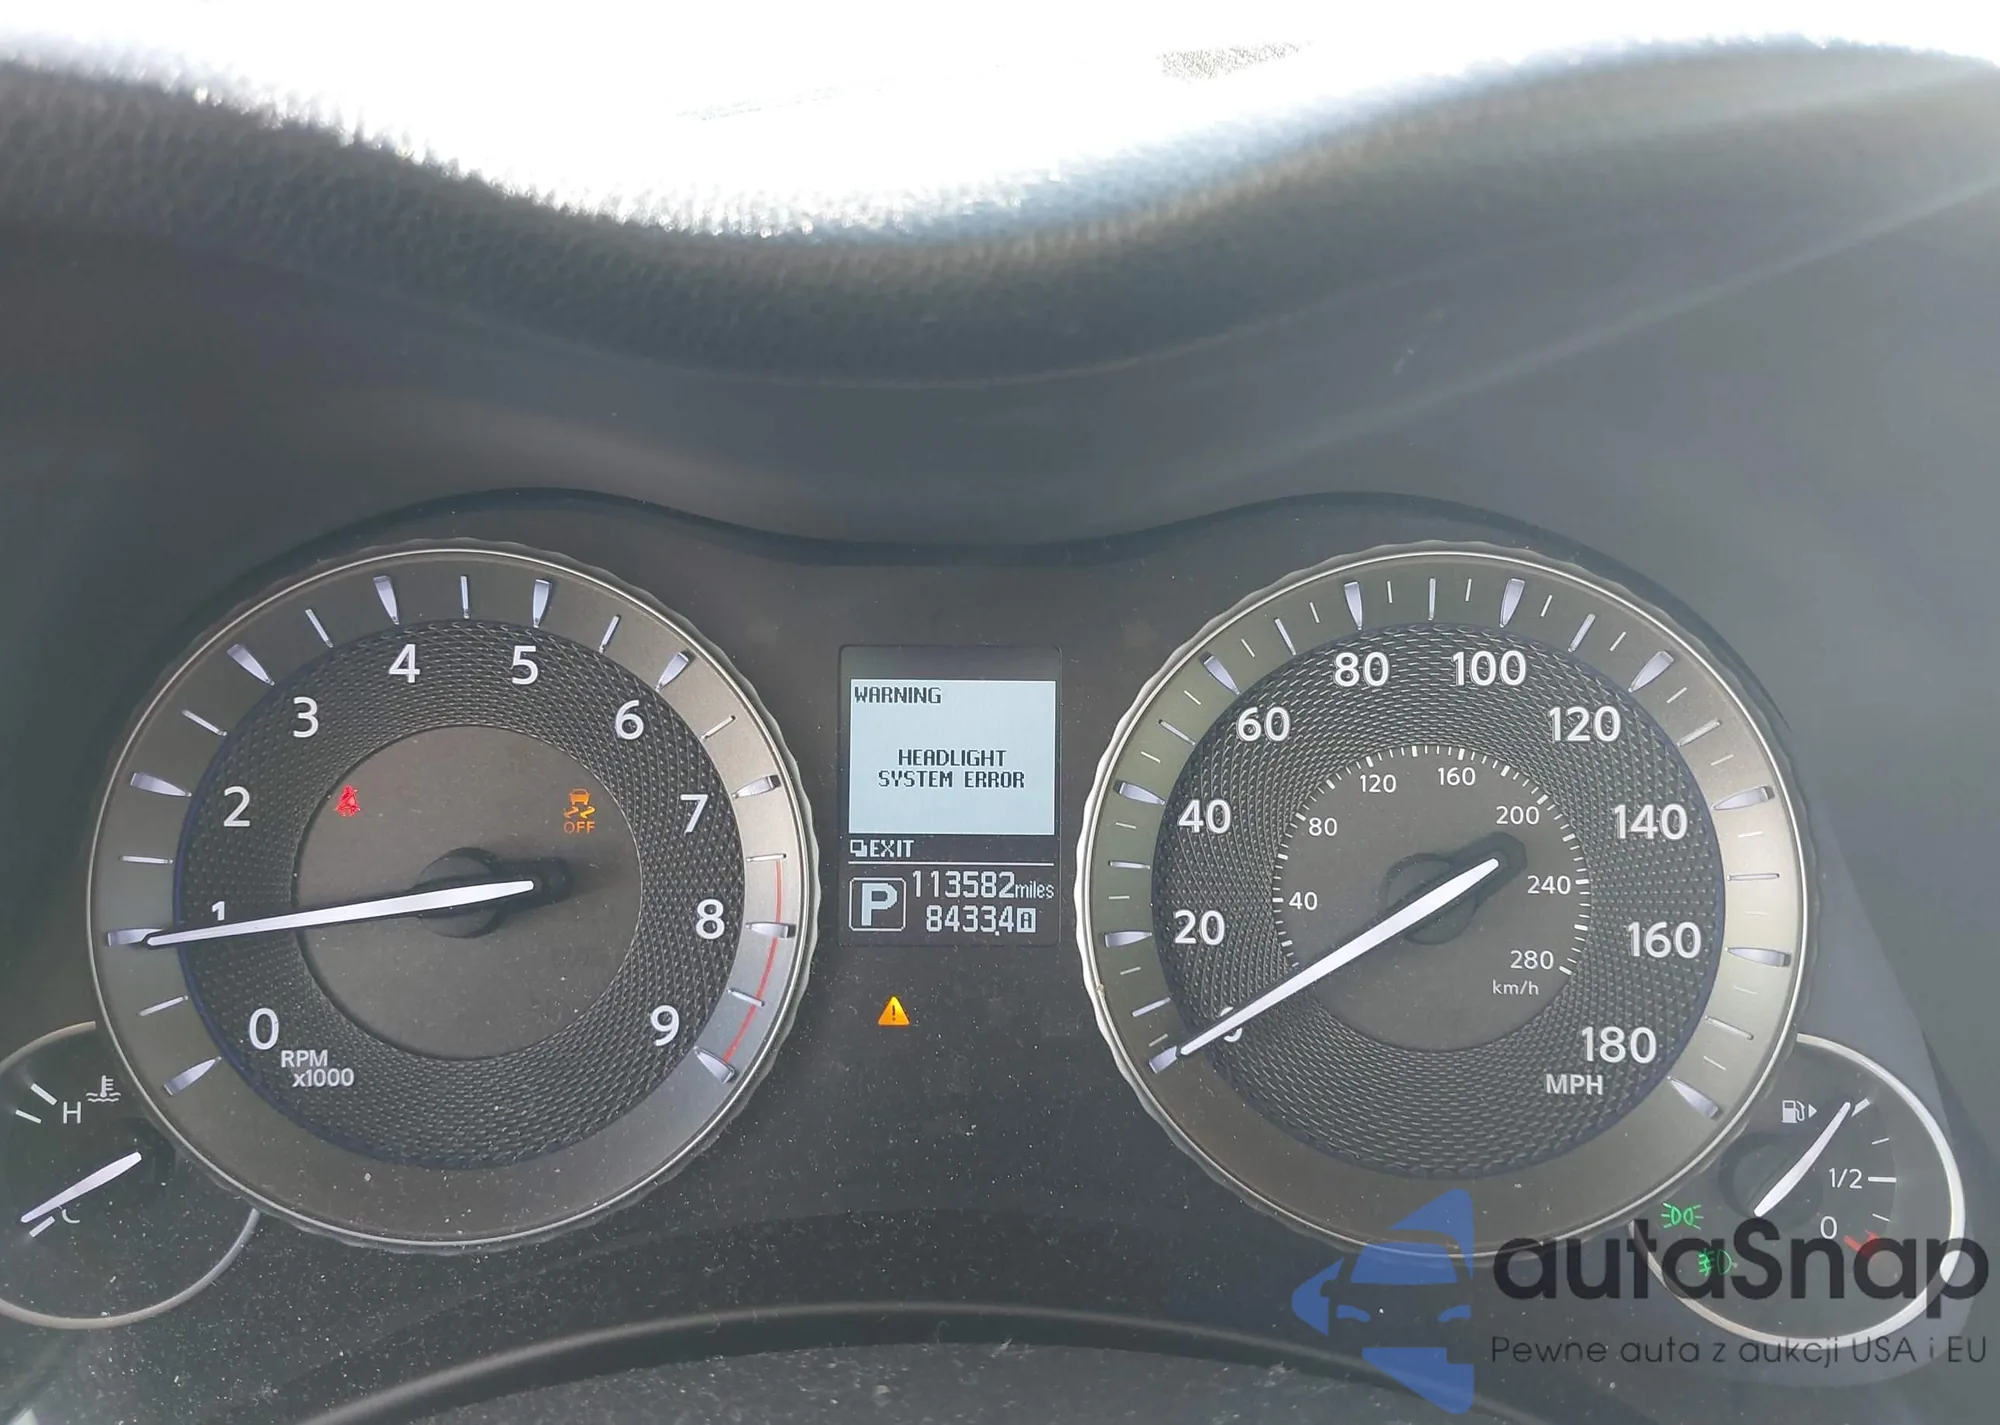 WARNING
HEADLIGHT
SYSTEM ERROR
EXIT
P
113582miles
8433.4A
0
1
2
3
4
5
6
7
8
9
RPM
x1000
OFF
0
20
40
60
80
100
120
140
160
180
MPH
40
80
120
160
200
240
280
km/h
H
C
1/2
0
autaSnap
Pewne auta z aukcji USA i EU